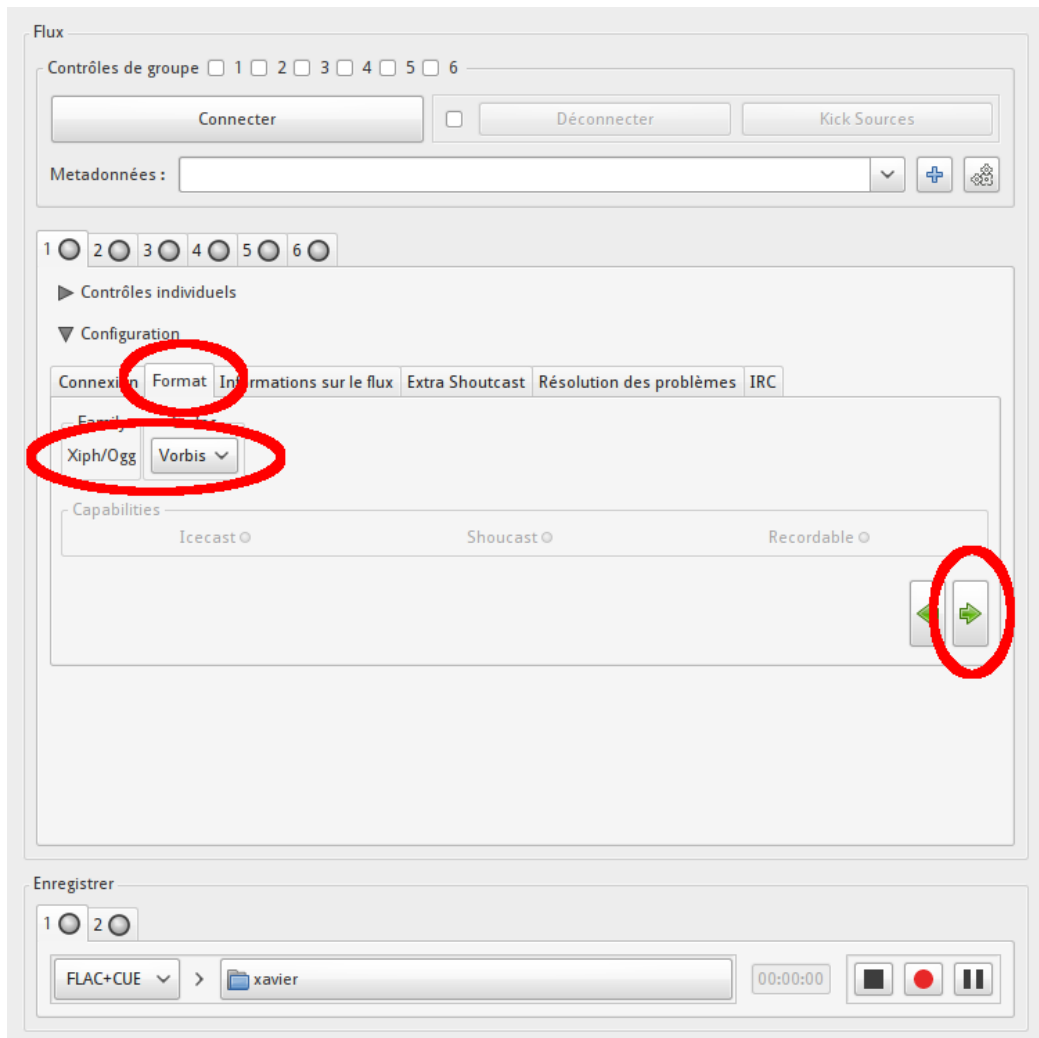 Flux
Contrôles de groupe 1 2 3 4 5 6
Connecter Déconnecter Kick Sources
Metadonnées :
1 2 3 4 5 6
Contrôles individuels
Configuration
Connexion Format Informations sur le flux Extra Shoutcast Résolution des problèmes IRC
Family
Xiph/Ogg Vorbis
Capabilities
Icecast Shoucast Recordable
Enregistrer
1 2
FLAC+CUE > xavier 00:00:00